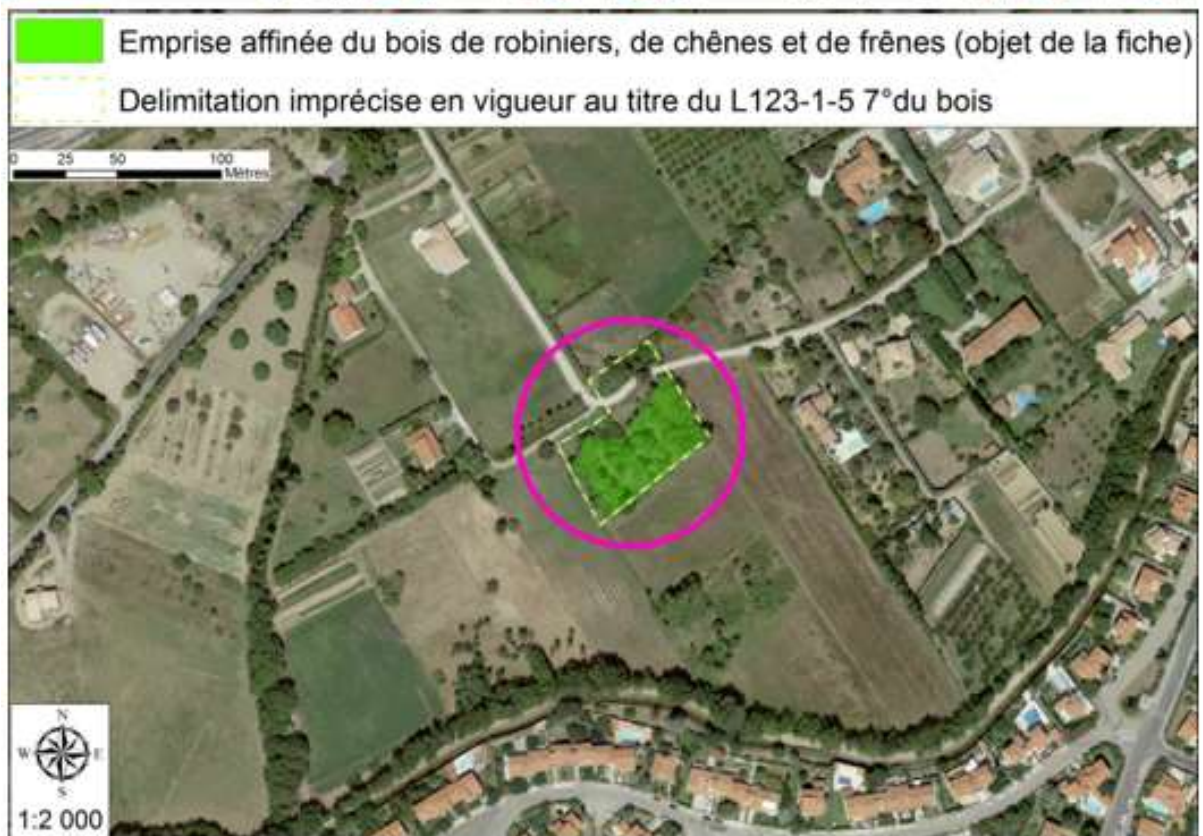 Emprise affinée du bois de robiniers, de chênes et de frênes (objet de la fiche)
Delimitation imprécise en vigueur au titre du L123-1-5 7°du bois
0 25 50 100
Mètres
N
W E
S
1:2 000